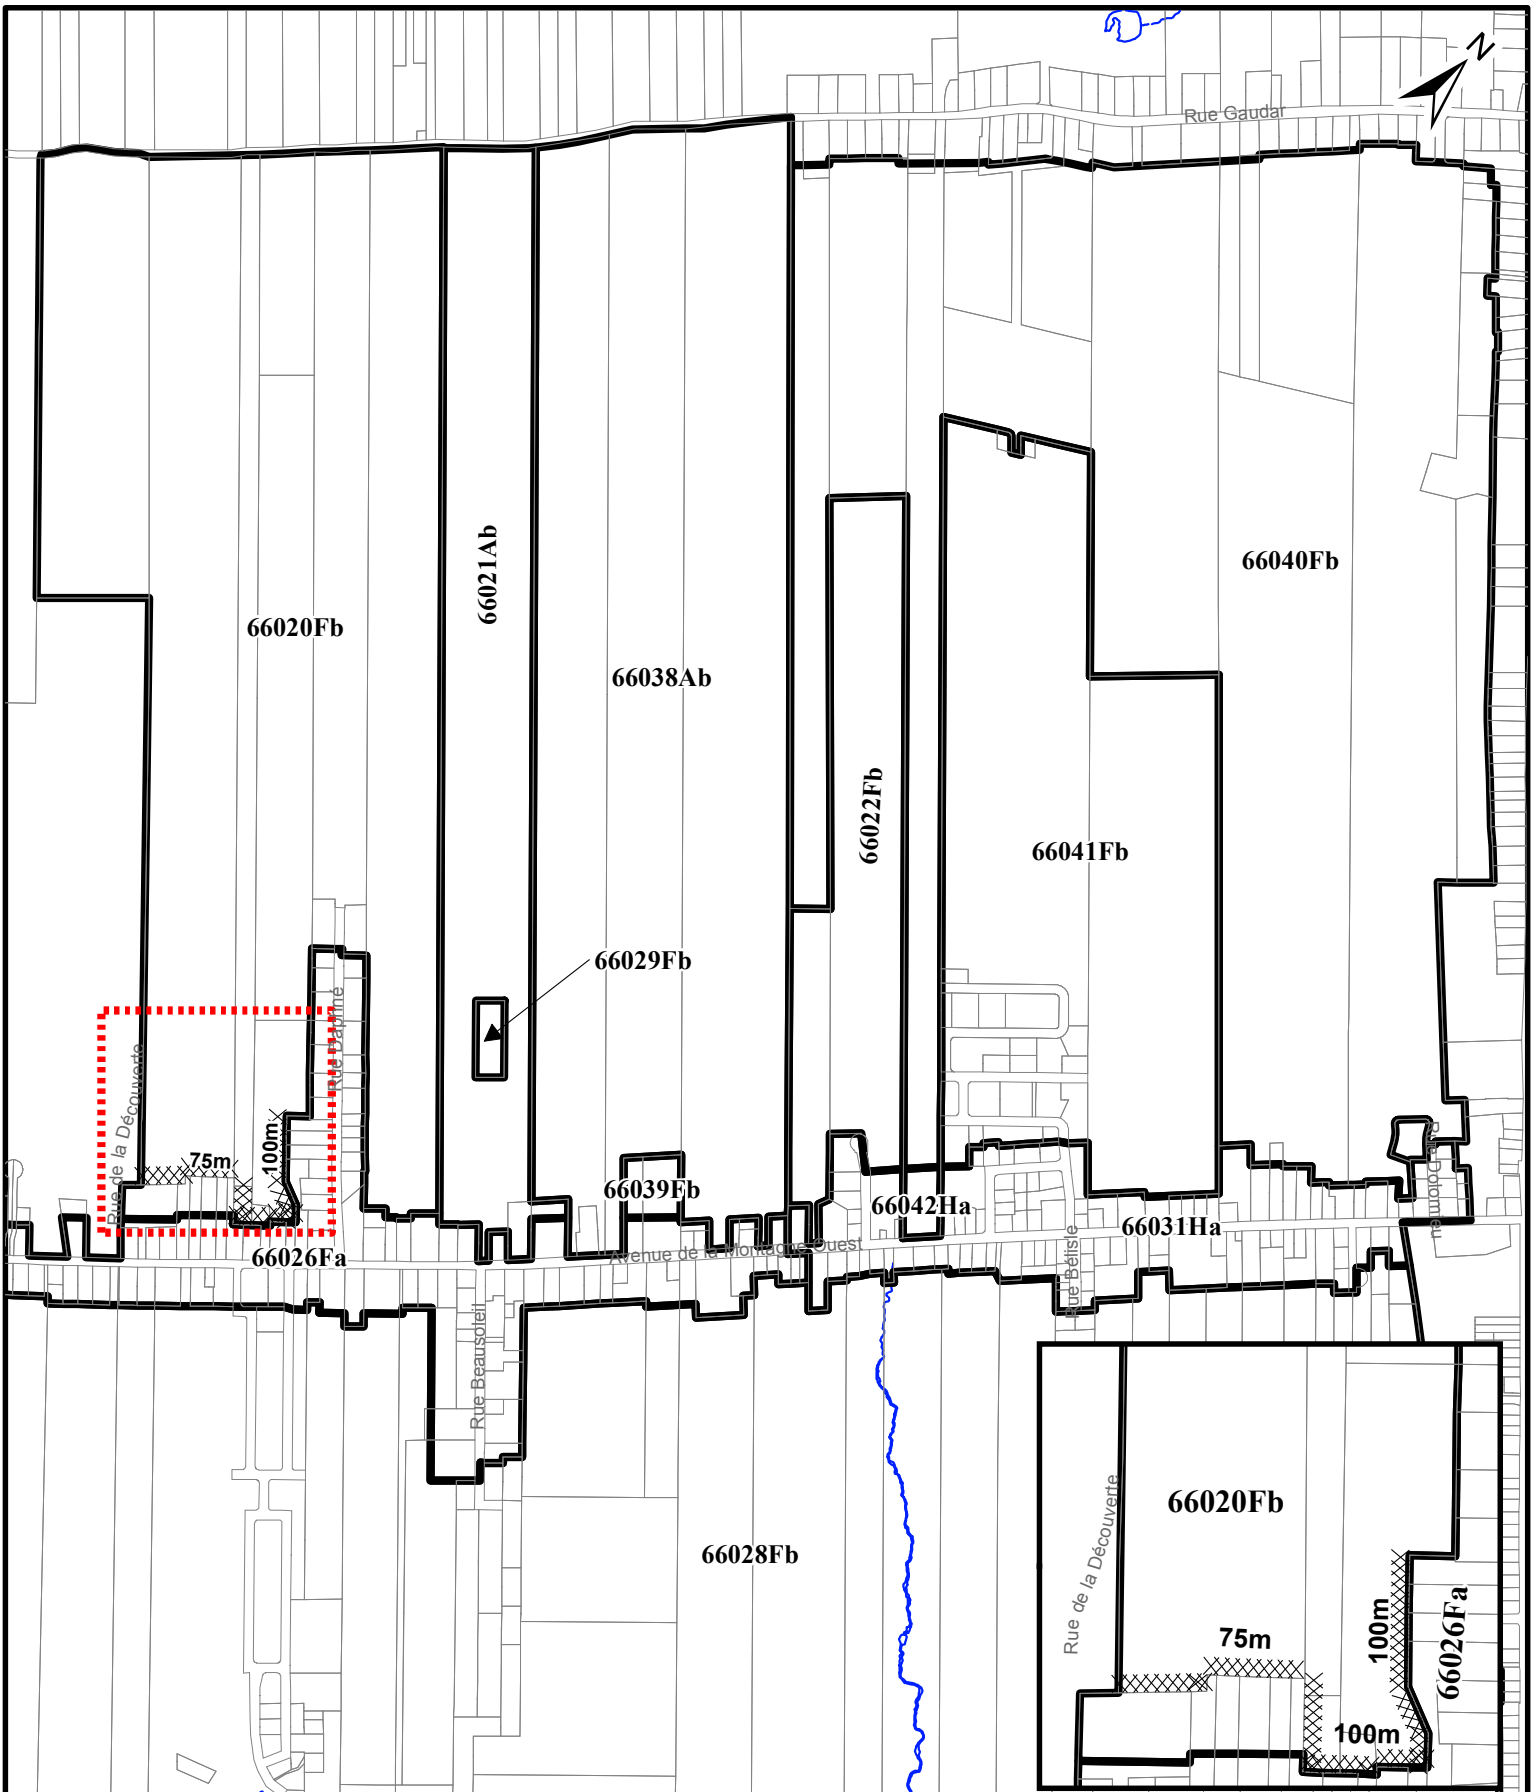 N
Rue Gaudar
66021Ab
66040Fb
66020Fb
66038Ab
66022Fb
66041Fb
66029Fb
Rue Daphné
Rue de la Découverte
100m
75m
66039Fb
66042Ha
66031Ha
Rue Dolomieu
66026Fa
Avenue de la Montagne Ouest
Rue Bélisle
Rue Beausoleil
66028Fb
66020Fb
Rue de la Découverte
100m
66026Fa
75m
100m